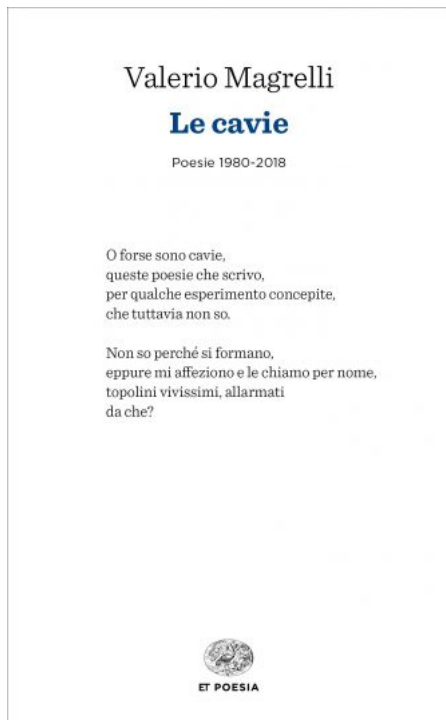 Valerio Magrelli
Le cavie
Poesie 1980-2018
O forse sono cavie,
queste poesie che scrivo,
per qualche esperimento concepite,
che tuttavia non so.
Non so perché si formano,
eppure mi affeziono e le chiamo per nome,
topolini vivissimi, allarmati
da che?
ET POESIA